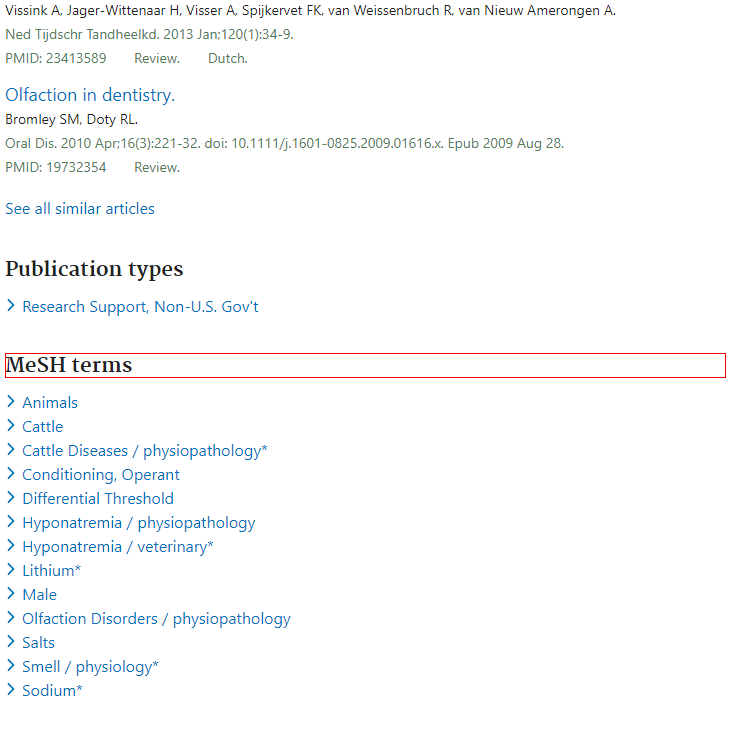 Vissink A, Jager-Wittenaar H, Visser A, Spijkervet FK, van Weissenbruch R, van Nieuw Amerongen A.
Ned Tijdschr Tandheelkd. 2013 Jan;120(1):34-9.
PMID: 23413589 Review. Dutch.
Olfaction in dentistry.
Bromley SM, Doty RL.
Oral Dis. 2010 Apr;16(3):221-32. doi: 10.1111/j.1601-0825.2009.01616.x. Epub 2009 Aug 28.
PMID: 19732354 Review.
See all similar articles
Publication types
Research Support, Non-U.S. Gov't
MeSH terms
Animals
Cattle
Cattle Diseases / physiopathology*
Conditioning, Operant
Differential Threshold
Hyponatremia / physiopathology
Hyponatremia / veterinary*
Lithium*
Male
Olfaction Disorders / physiopathology
Salts
Smell / physiology*
Sodium*